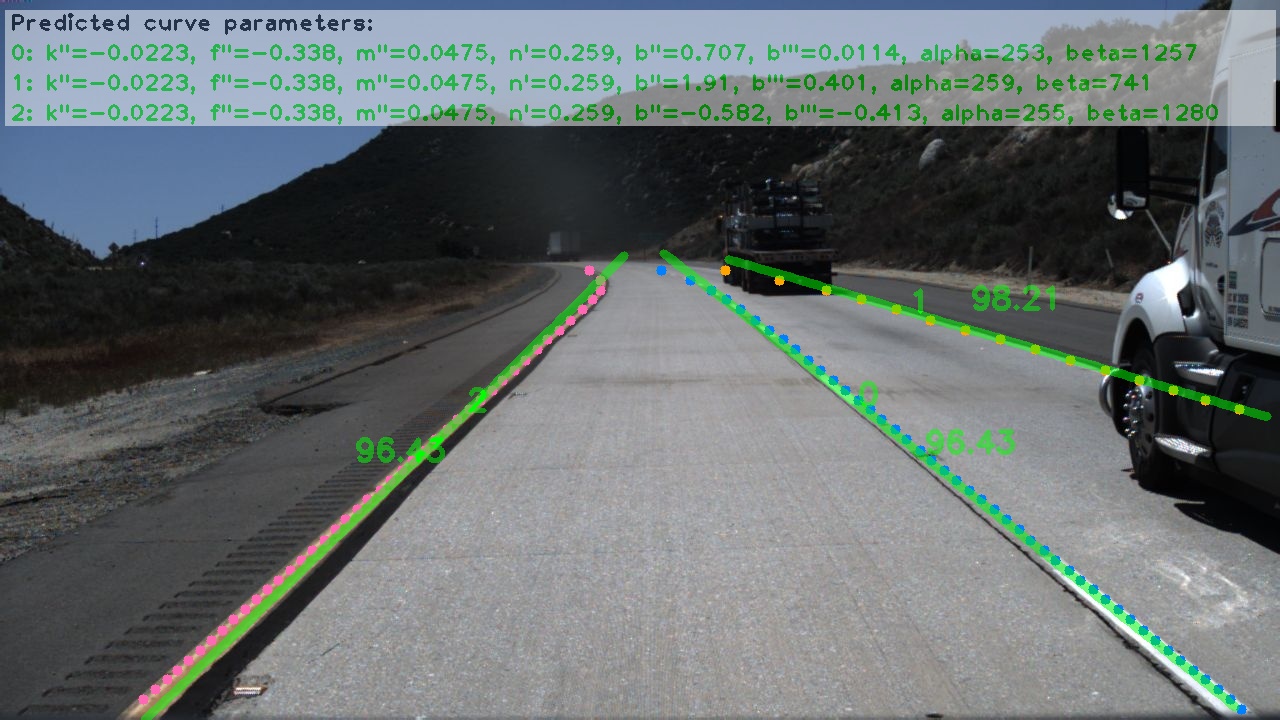 Predicted curve parameters:
0: k''=-0.0223, f''=-0.338, m''=0.0475, n'=0.259, b''=0.707, b'''=0.0114, alpha=253, beta=1257
1: k''=-0.0223, f''=-0.338, m''=0.0475, n'=0.259, b''=1.91, b'''=0.401, alpha=259, beta=741
2: k''=-0.0223, f''=-0.338, m''=0.0475, n'=0.259, b''=-0.582, b'''=-0.413, alpha=255, beta=1280
1 98.21
2 0
96.45 96.43